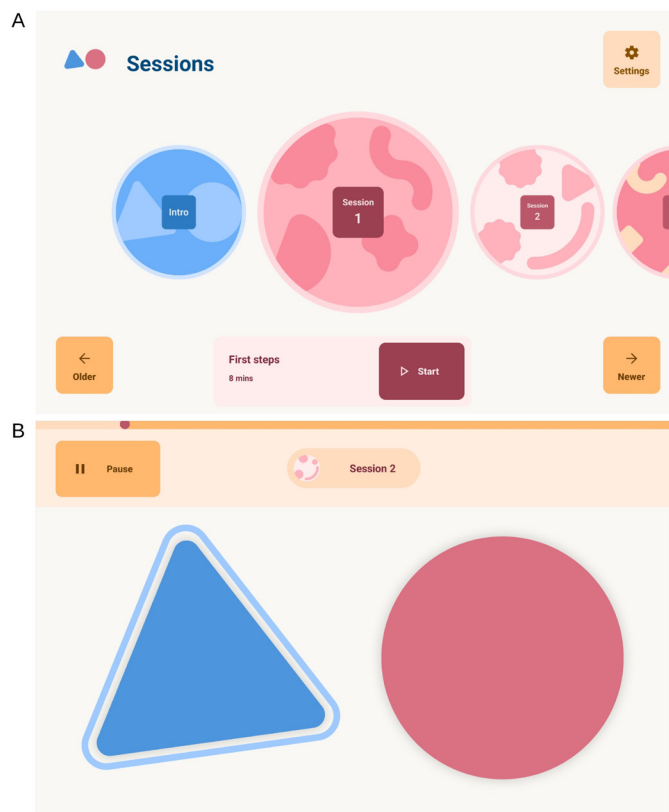 A
Sessions
Settings
Intro
Session
1
Session
2
First steps
8 mins
Start
Older
Newer
B
Pause
Session 2